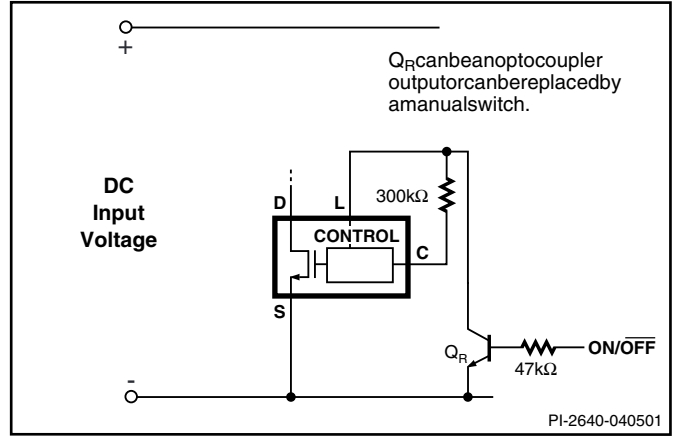 +
QRcanbeanoptocoupler
outputorcanbereplacedby
amanualswitch.
DC
Input
Voltage
D
L
300kΩ
CONTROL
C
S
QR
47kΩ
ON/OFF
-
PI-2640-040501